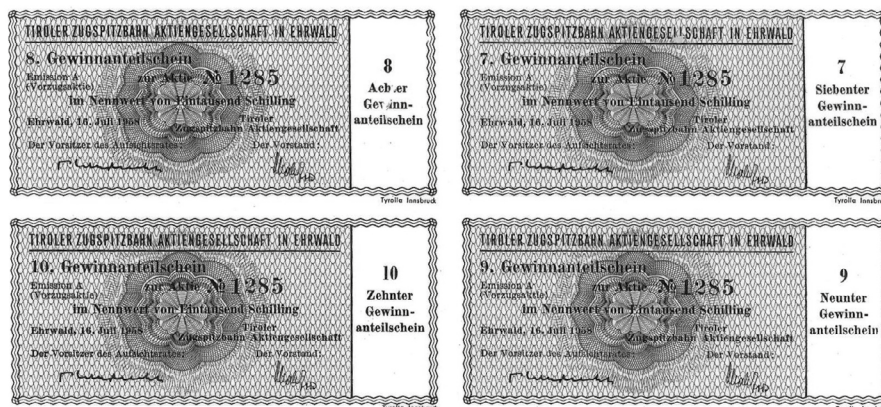 TIROLER ZUGSPITZBAHN AKTIENGESELLSCHAFT IN EHRWALD
8. Gewinnanteilschein
Emission A
(Vorzugsaktie)
zur Aktie № 1285
im Nennwert von Eintausend Schilling
Ehrwald, 16. Juli 1958
Tiroler
Zugspitzbahn Aktiengesellschaft
Der Vorsitzer des Aufsichtsrates:
Der Vorstand:
8
Achter
Gewinn-
anteilschein
Tyrolia Innsbruck
TIROLER ZUGSPITZBAHN AKTIENGESELLSCHAFT IN EHRWALD
7. Gewinnanteilschein
Emission A
(Vorzugsaktie)
zur Aktie № 1285
im Nennwert von Eintausend Schilling
Ehrwald, 16. Juli 1958
Tiroler
Zugspitzbahn Aktiengesellschaft
Der Vorsitzer des Aufsichtsrates:
Der Vorstand:
7
Siebenter
Gewinn-
anteilschein
Tyrolia Innsbruck
TIROLER ZUGSPITZBAHN AKTIENGESELLSCHAFT IN EHRWALD
10. Gewinnanteilschein
Emission A
(Vorzugsaktie)
zur Aktie № 1285
im Nennwert von Eintausend Schilling
Ehrwald, 16. Juli 1958
Tiroler
Zugspitzbahn Aktiengesellschaft
Der Vorsitzer des Aufsichtsrates:
Der Vorstand:
10
Zehnter
Gewinn-
anteilschein
TIROLER ZUGSPITZBAHN AKTIENGESELLSCHAFT IN EHRWALD
9. Gewinnanteilschein
Emission A
(Vorzugsaktie)
zur Aktie № 1285
im Nennwert von Eintausend Schilling
Ehrwald, 16. Juli 1958
Tiroler
Zugspitzbahn Aktiengesellschaft
Der Vorsitzer des Aufsichtsrates:
Der Vorstand:
9
Neunter
Gewinn-
anteilschein